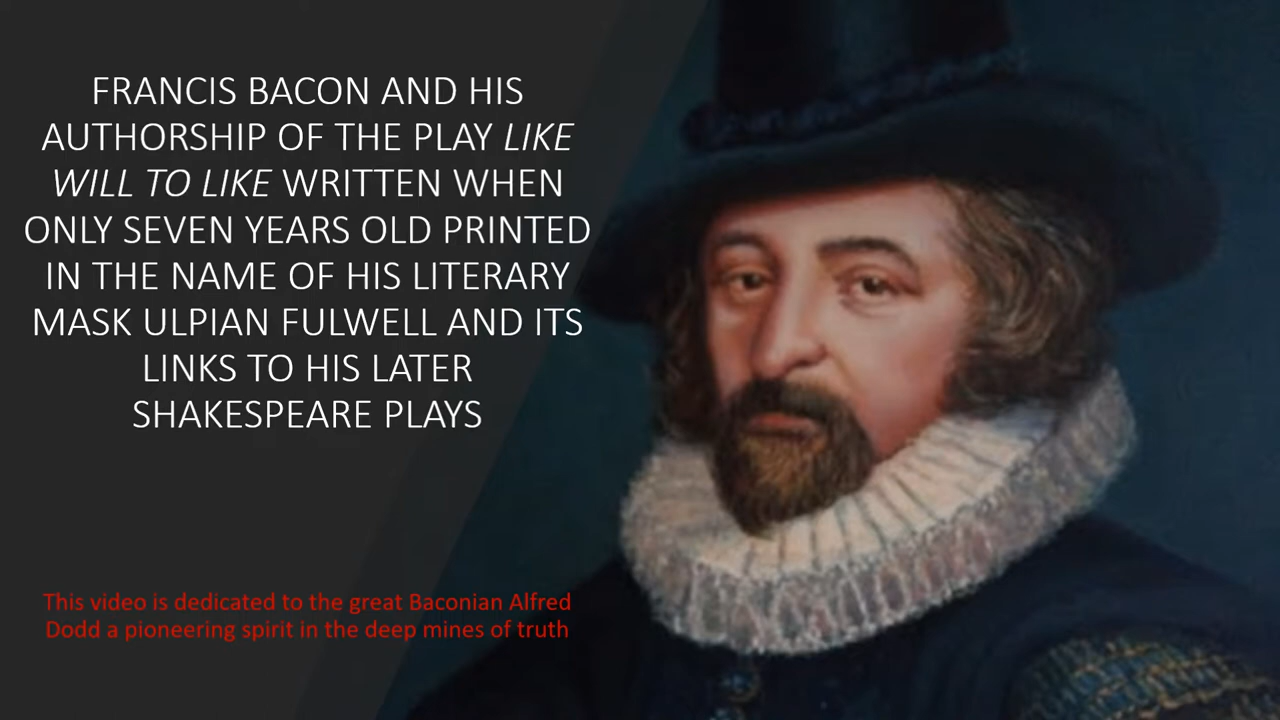 FRANCIS BACON AND HIS
AUTHORSHIP OF THE PLAY LIKE
WILL TO LIKE WRITTEN WHEN
ONLY SEVEN YEARS OLD PRINTED
IN THE NAME OF HIS LITERARY
MASK ULPIAN FULWELL AND ITS
LINKS TO HIS LATER
SHAKESPEARE PLAYS
This video is dedicated to the great Baconian Alfred
Dodd a pioneering spirit in the deep mines of truth